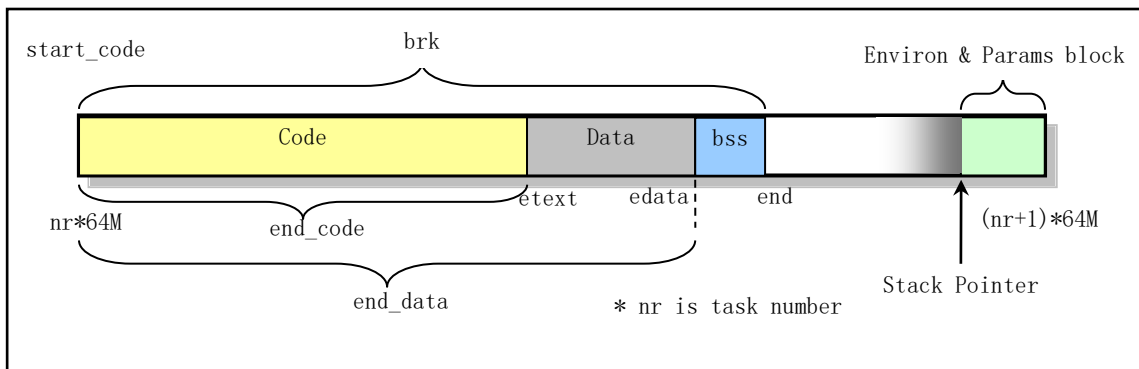 brk
start_code
Environ & Params block
Code
Data
bss
etext
edata
end
nr*64M
end_code
(nr+1)*64M
Stack Pointer
end_data
* nr is task number